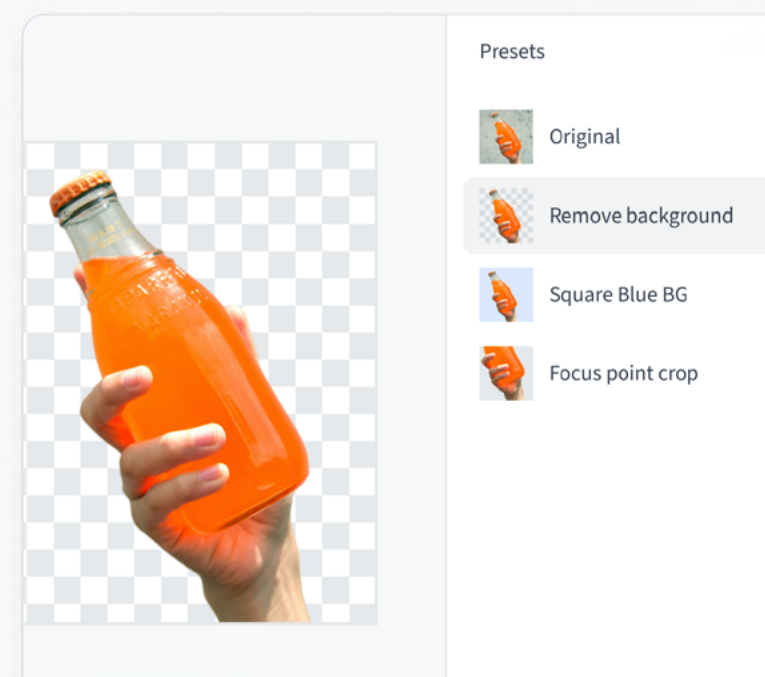 Presets
Original
Remove background
Square Blue BG
Focus point crop